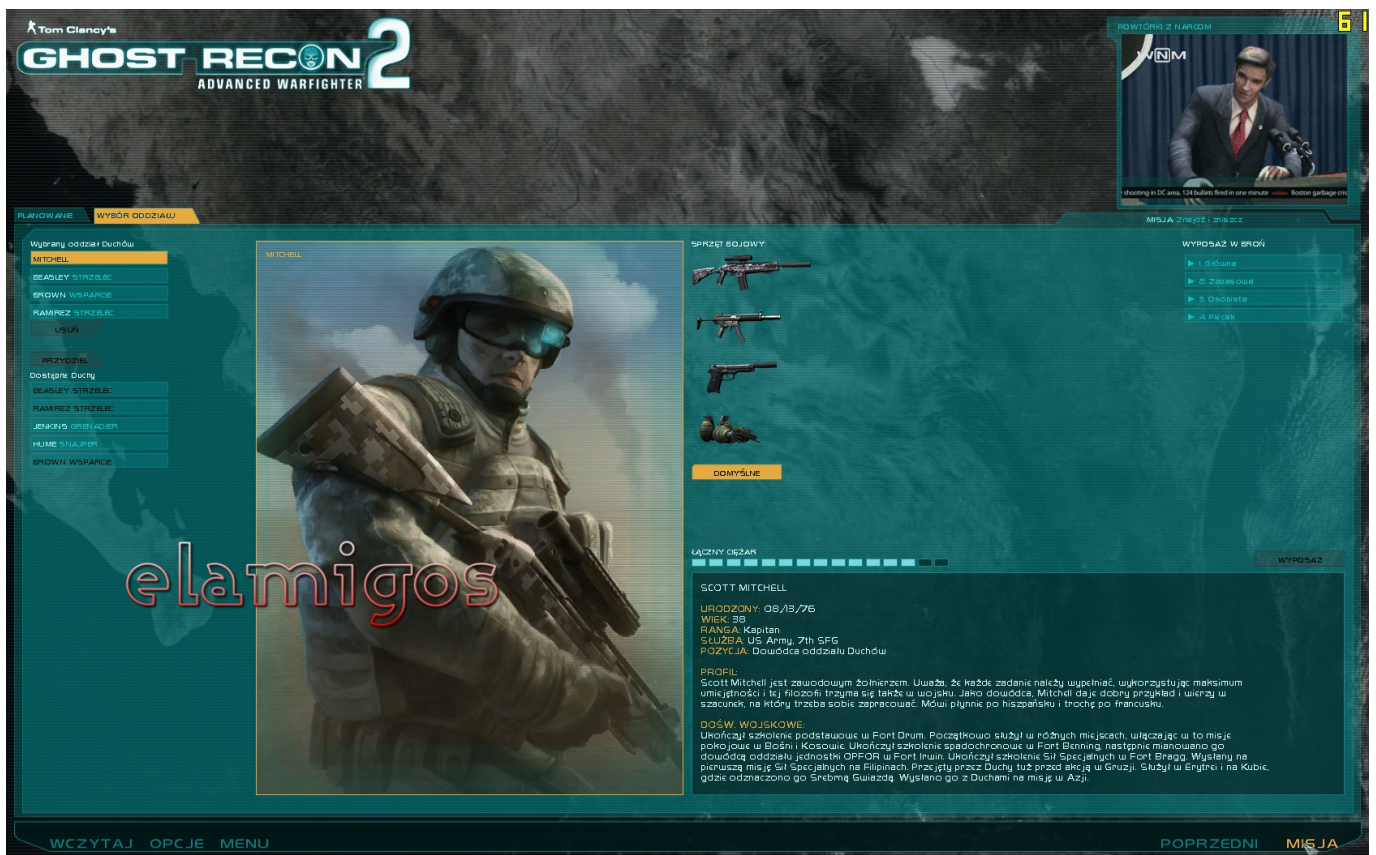 Tom Clancy's
GHOST RECON 2
ADVANCED WARFIGHTER
61
POWTÓRKI Z NARCOM
WNM
shooting in DC area, 124 bullets fired in one minute Boston garbage cris
PLANOWANIE WYBÓR ODDZIAŁU
MISJA: Znajdź i zniszcz
Wybrany oddział Duchów
MITCHELL
BEASLEY STRZELEC
BROWN WSPARCIE
RAMIREZ STRZELEC
USUŃ
PRZYDZIEL
Dostępne Duchy
BEASLEY STRZELEC
RAMIREZ STRZELEC
JENKINS GRENADIER
HUME SNAJPER
BROWN WSPARCIE
MITCHELL
SPRZĘT BOJOWY
DOMYŚLNE
WYPOSAŻ W BROŃ
1. Główna
2. Zapasowa
3. Osobista
4. Plecak
elamigos
ŁĄCZNY CIĘŻAR
WYPOSAŻ
SCOTT MITCHELL
URODZONY: 08/13/76
WIEK: 38
RANGA: Kapitan
SŁUŻBA: US Army, 7th SFG
POZYCJA: Dowódca oddziału Duchów
PROFIL:
Scott Mitchell jest zawodowym żołnierzem. Uważa, że każde zadanie należy wypełniać, wykorzystując maksimum
umiejętności i tej filozofii trzyma się także w wojsku. Jako dowódca, Mitchell daje dobry przykład i wierzy w
szacunek, na który trzeba sobie zapracować. Mówi płynnie po hiszpańsku i trochę po francusku.
DOŚW. WOJSKOWE:
Ukończył szkolenie podstawowe w Fort Drum. Początkowo służył w różnych miejscach, włączając w to misje
pokojowe w Bośni i Kosowie. Ukończył szkolenie spadochronowe w Fort Benning, następnie mianowano go
dowódcą oddziału jednostki OPFOR w Fort Irwin. Ukończył szkolenie Sił Specjalnych w Fort Bragg. Wysłany na
pierwszą misję Sił Specjalnych na Filipinach. Przejęty przez Duchy tuż przed akcją w Gruzji. Służył w Erytrei i na Kubie,
gdzie odznaczono go Srebrną Gwiazdą. Wysłano go z Duchami na misję w Azji.
WCZYTAJ OPCJE MENU
POPRZEDNI MISJA